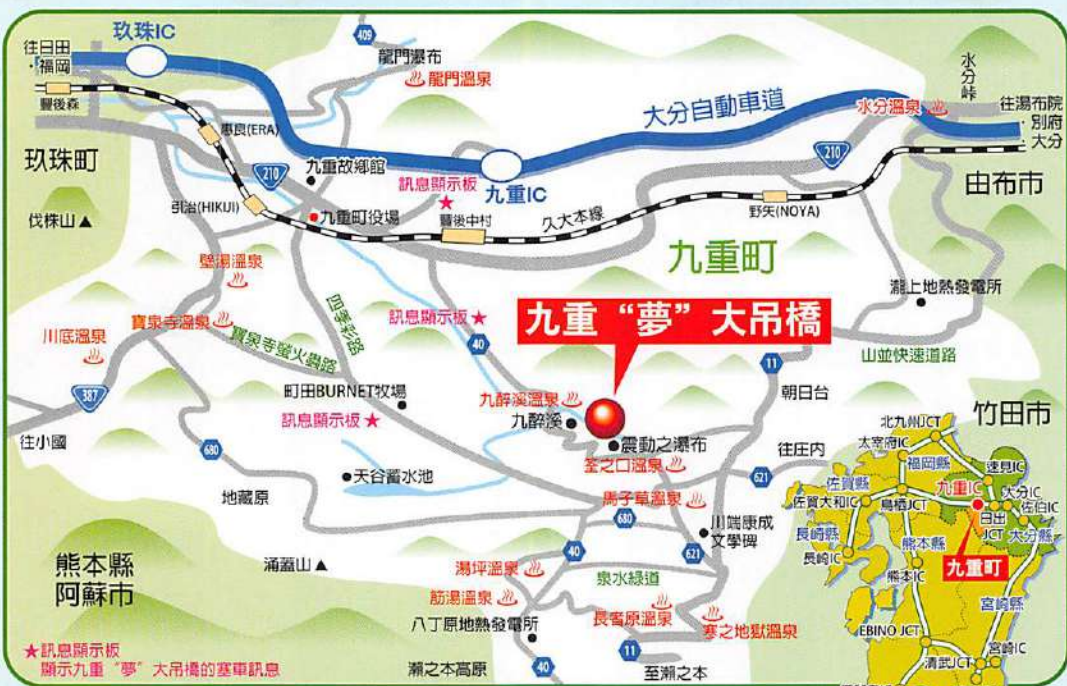 玖珠IC
往日田
・福岡
409
龍門瀑布
龍門溫泉
水分峠
大分自動車道
水分溫泉
往湯布院
・別府
・大分
豐後森
惠良(ERA)
玖珠町
210
九重故鄉館
訊息顯示板
★
九重IC
210
由布市
伐株山▲
引治(HIKIJI)
九重町役場
豐後中村
久大本線
野矢(NOYA)
九重町
壁湯溫泉
瀧上地熱發電所
四季彩路
訊息顯示板★
九重“夢”大吊橋
寶泉寺溫泉
寶泉寺螢火蟲路
40
11
山並快速道路
川底溫泉
387
町田BURNET牧場
九醉溪溫泉
九醉溪
朝日台
竹田市
訊息顯示板★
震動之瀑布
往庄內
往小國
680
筌之口溫泉
621
天谷蓄水池
地藏原
馬子草溫泉
680
川端康成
文學碑
40
621
熊本縣
阿蘇市
涌蓋山▲
湯坪溫泉
泉水綠道
筋湯溫泉
長者原溫泉
寒之地獄溫泉
八丁原地熱發電所
11
★訊息顯示板
顯示九重“夢”大吊橋的塞車訊息
瀨之本高原
40
至瀨之本
北九州JCT
太宰府IC
福岡縣
速見IC
佐賀縣
九重IC
大分IC
佐賀大和IC
鳥栖JCT
日出
JCT
佐伯IC
長崎縣
熊本縣
大分縣
長崎IC
九重町
熊本IC
宮崎縣
EBINO JCT
宮崎IC
清武JCT